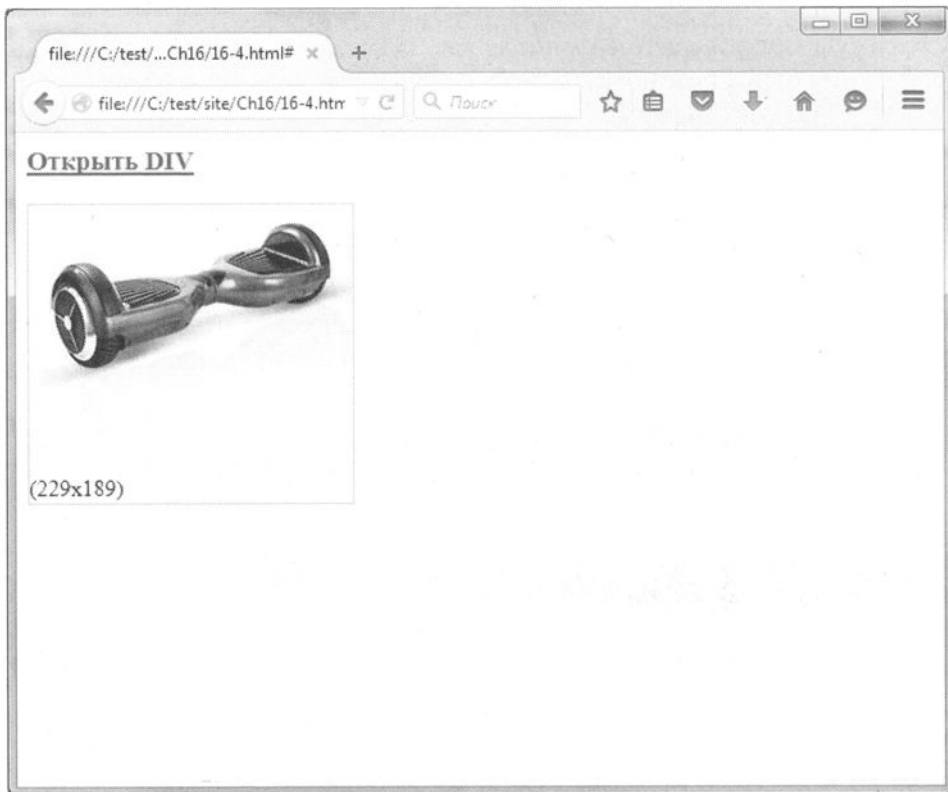 file:///C:/test/...Ch16/16-4.html#
file:///C:/test/site/Ch16/16-4.htm
Поиск
Открыть DIV
(229x189)